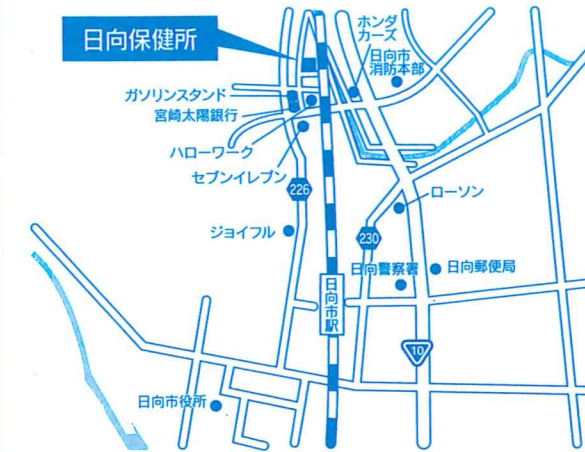 日向保健所
ホンダ
カーズ
日向市
消防本部
ガソリンスタンド
宮崎太陽銀行
ハローワーク
セブンイレブン
226
ローソン
ジョイフル
230
日向警察署
日向郵便局
日向市駅
10
日向市役所